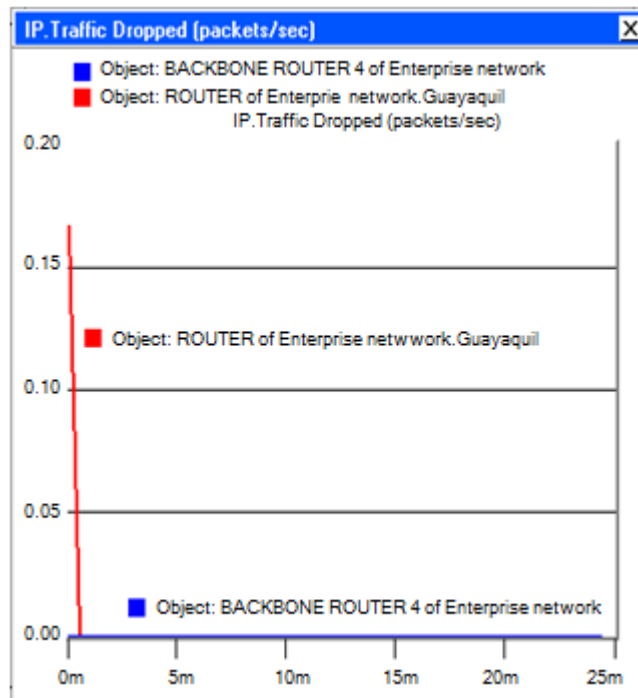 IP.Traffic Dropped (packets/sec)
Object: BACKBONE ROUTER 4 of Enterprise network
Object: ROUTER of Enterprie network.Guayaquil
IP.Traffic Dropped (packets/sec)
0.20
0.15
Object: ROUTER of Enterprise netwwork.Guayaquil
0.10
0.05
Object: BACKBONE ROUTER 4 of Enterprise network
0.00
0m 5m 10m 15m 20m 25m